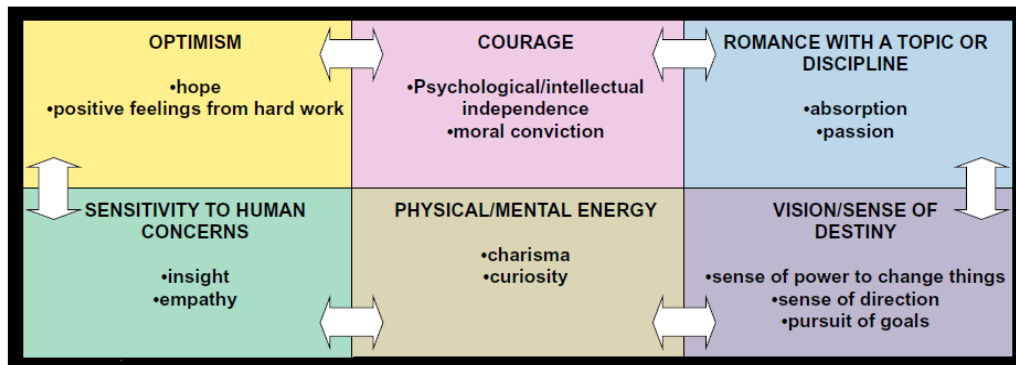 OPTIMISM
•hope
•positive feelings from hard work
COURAGE
•Psychological/intellectual
independence
•moral conviction
ROMANCE WITH A TOPIC OR
DISCIPLINE
•absorption
•passion
SENSITIVITY TO HUMAN
CONCERNS
•insight
•empathy
PHYSICAL/MENTAL ENERGY
•charisma
•curiosity
VISION/SENSE OF
DESTINY
•sense of power to change things
•sense of direction
•pursuit of goals